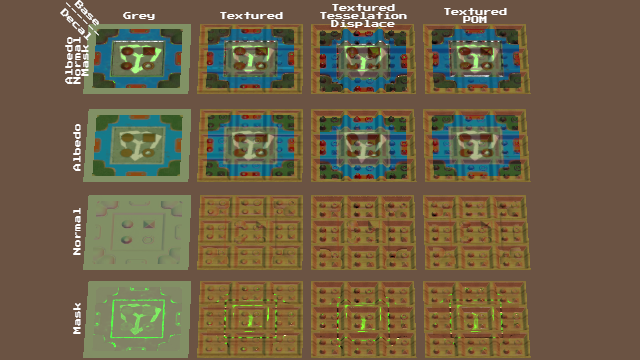 Base
Decal
Grey
Textured
Textured
Tesselation
Displace
Textured
POM
Albedo
Normal
Mask
Albedo
Normal
Mask